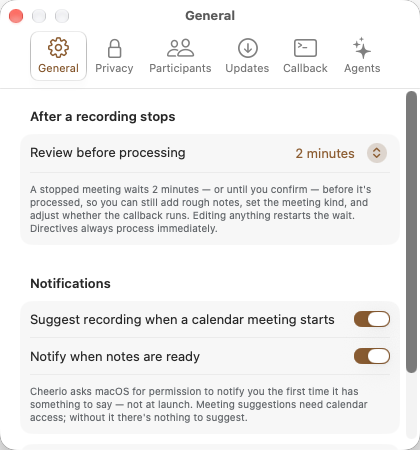 General
General
Privacy
Participants
Updates
Callback
Agents
After a recording stops
Review before processing
2 minutes
A stopped meeting waits 2 minutes — or until you confirm — before it's
processed, so you can still add rough notes, set the meeting kind, and
adjust whether the callback runs. Editing anything restarts the wait.
Directives always process immediately.
Notifications
Suggest recording when a calendar meeting starts
Notify when notes are ready
Cheerio asks macOS for permission to notify you the first time it has
something to say — not at launch. Meeting suggestions need calendar
access; without it there's nothing to suggest.